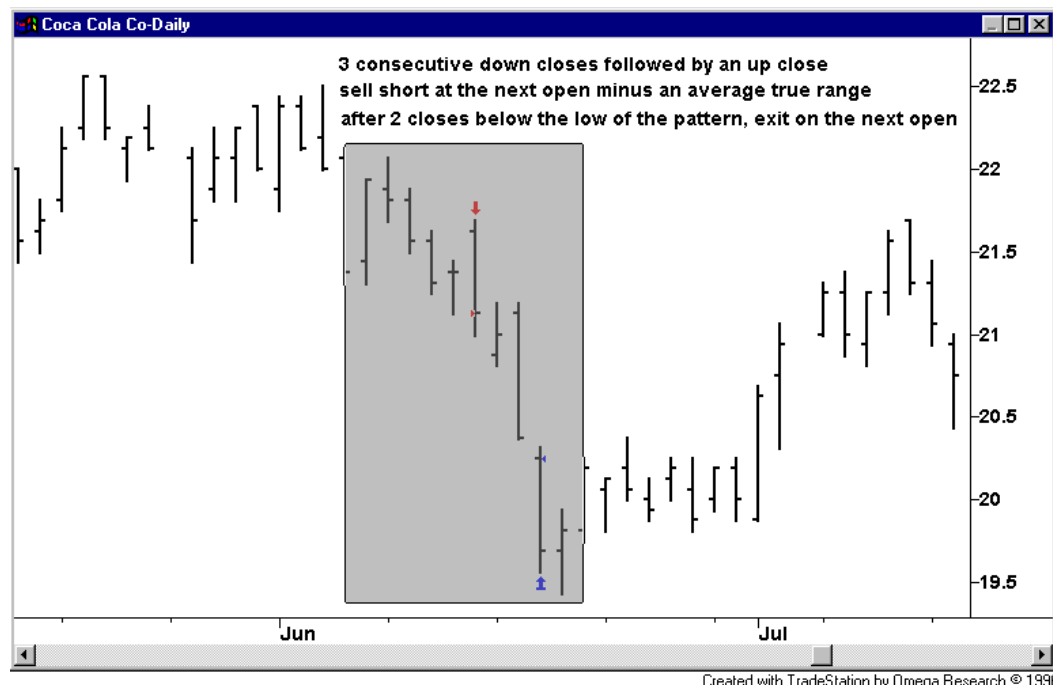 Coca Cola Co-Daily
3 consecutive down closes followed by an up close
sell short at the next open minus an average true range
after 2 closes below the low of the pattern, exit on the next open
22.5
22
21.5
21
20.5
20
19.5
Jun
Jul
Created with TradeStation by Omega Research ©